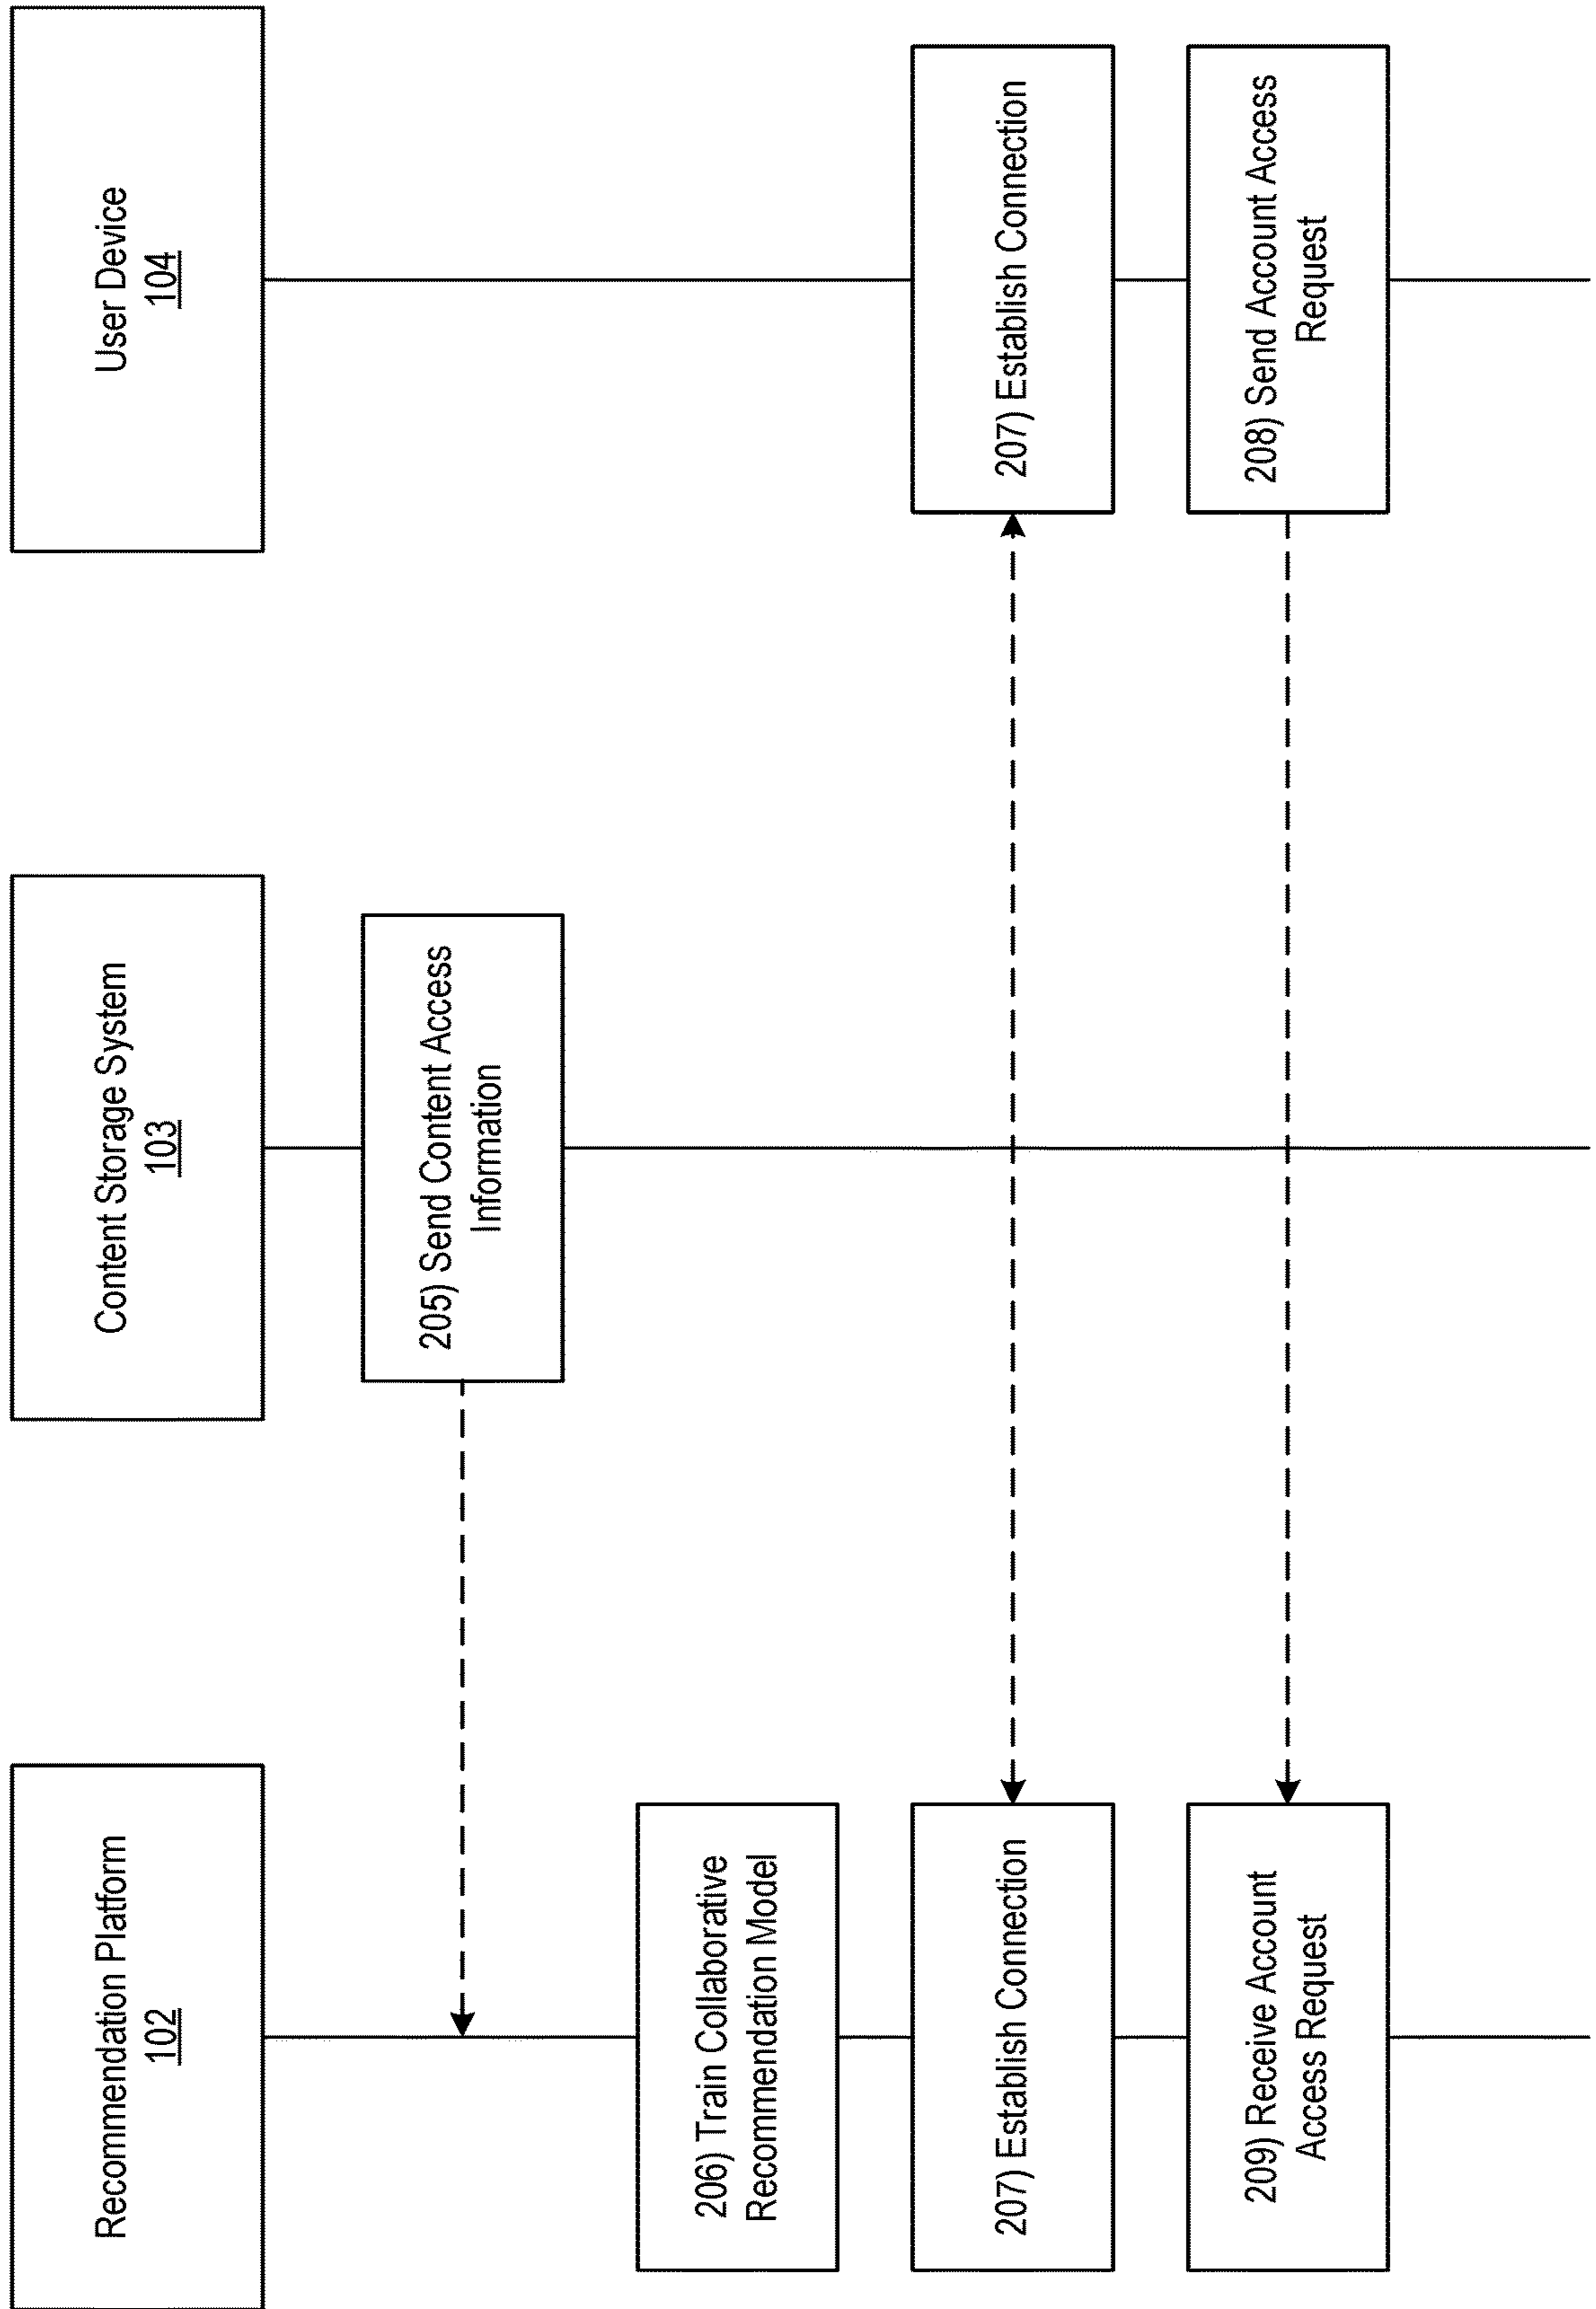 Recommendation Platform
102
Content Storage System
103
User Device
104
205) Send Content Access
Information
206) Train Collaborative
Recommendation Model
207) Establish Connection
207) Establish Connection
209) Receive Account
Access Request
208) Send Account Access
Request